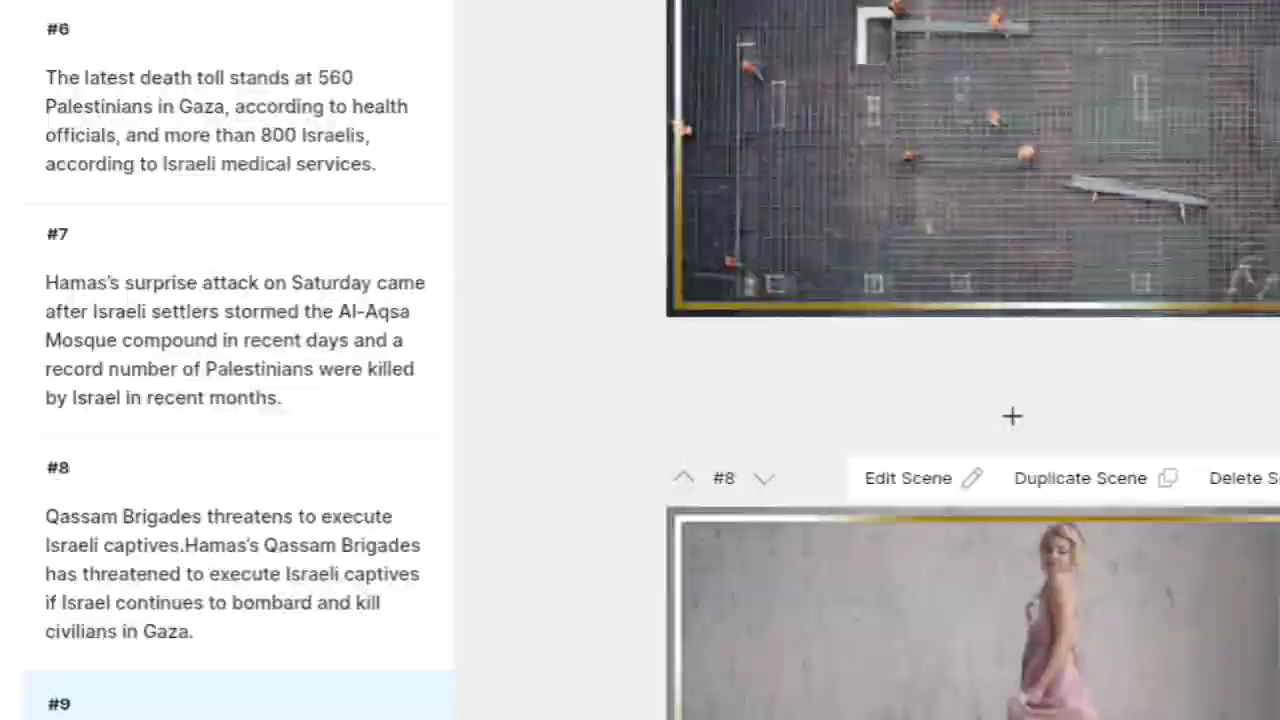 #6
The latest death toll stands at 560
Palestinians in Gaza, according to health
officials, and more than 800 Israelis,
according to Israeli medical services.
#7
Hamas's surprise attack on Saturday came
after Israeli settlers stormed the Al-Aqsa
Mosque compound in recent days and a
record number of Palestinians were killed
by Israel in recent months.
#8
Qassam Brigades threatens to execute
Israeli captives.Hamas's Qassam Brigades
has threatened to execute Israeli captives
if Israel continues to bombard and kill
civilians in Gaza.
#9
#8
Edit Scene
Duplicate Scene
Delete S